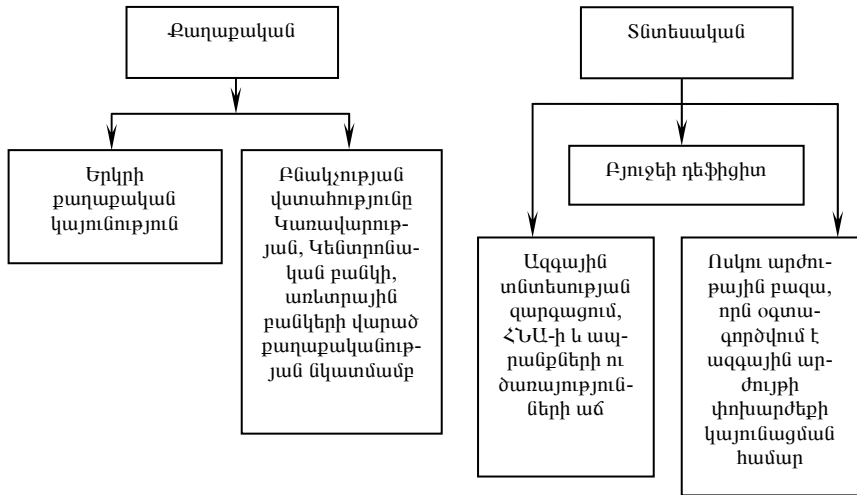 Քաղաքական
Տնտեսական
Երկրի
քաղաքական
կայունություն
Բնակչության
վստահությունը
Կառավարութ-
յան, Կենտրոնա-
կան բանկի,
առևտրային
բանկերի վարած
քաղաքականութ-
յան նկատմամբ
Բյուջեի դեֆիցիտ
Ազգային
տնտեսության
զարգացում,
ՀՆԱ-ի և ապ-
րանքների ու
ծառայություն-
ների աճ
Ոսկու արժու-
թային բազա,
որն օգտա-
գործվում է
ազգային ար-
ժույթի
փոխարժեքի
կայունացման
համար